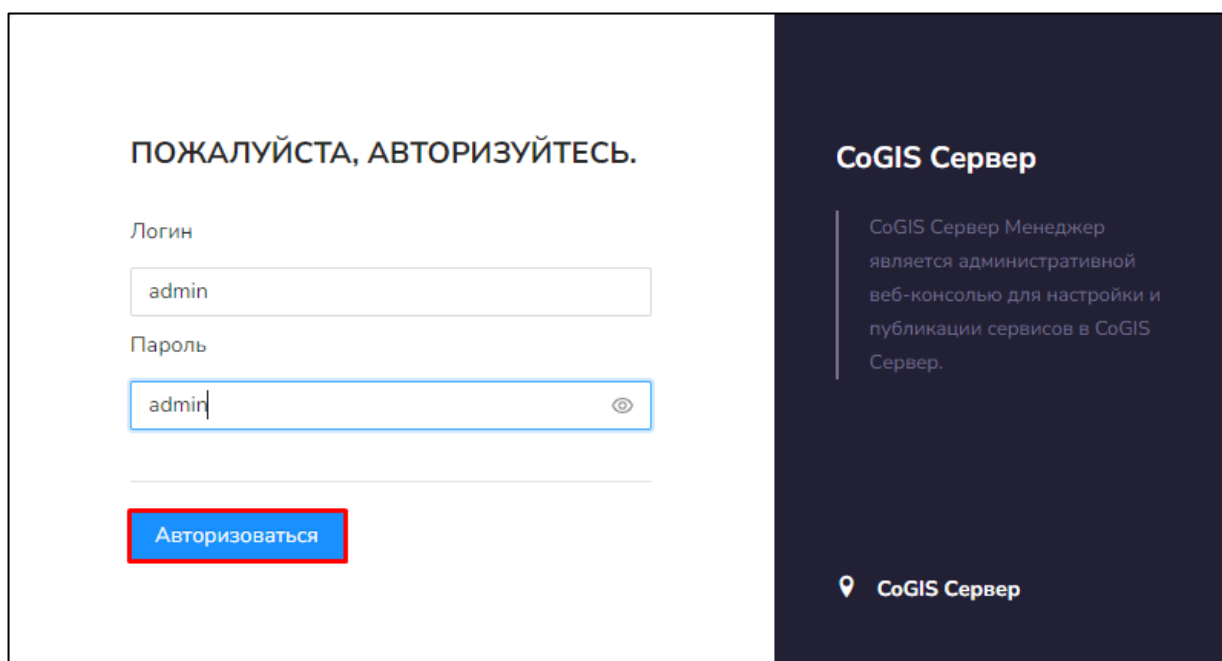 ПОЖАЛУЙСТА, АВТОРИЗУЙТЕСЬ.
Логин
admin
Пароль
admin
Авторизоваться
CoGIS Сервер
CoGIS Сервер Менеджер
является административной
веб-консолью для настройки и
публикации сервисов в CoGIS
Сервер.
CoGIS Сервер